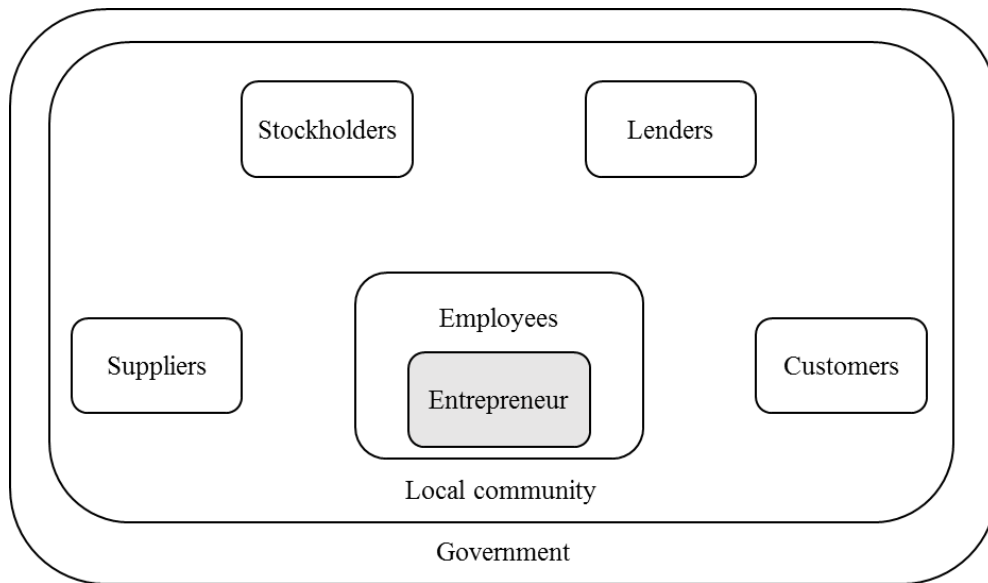 Stockholders
Lenders
Employees
Suppliers
Customers
Entrepreneur
Local community
Government